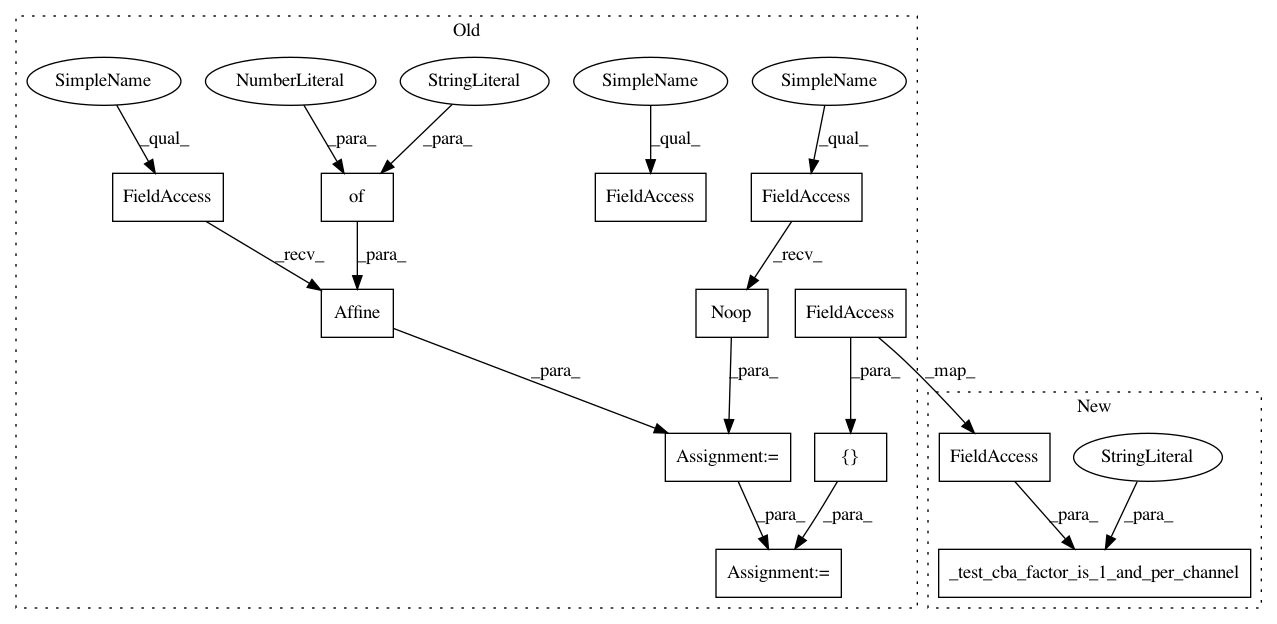 Old
SimpleName
NumberLiteral
StringLiteral
SimpleName
SimpleName
_qual_
_para_
_para_
_qual_
_qual_
FieldAccess
of
FieldAccess
FieldAccess
_recv_
_para_
_recv_
Affine
Noop
FieldAccess
_para_
_para_
_para_
_map_
New
Assignment:=
{}
FieldAccess
StringLiteral
_para_
_para_
_para_
_para_
Assignment:=
_test_cba_factor_is_1_and_per_channel